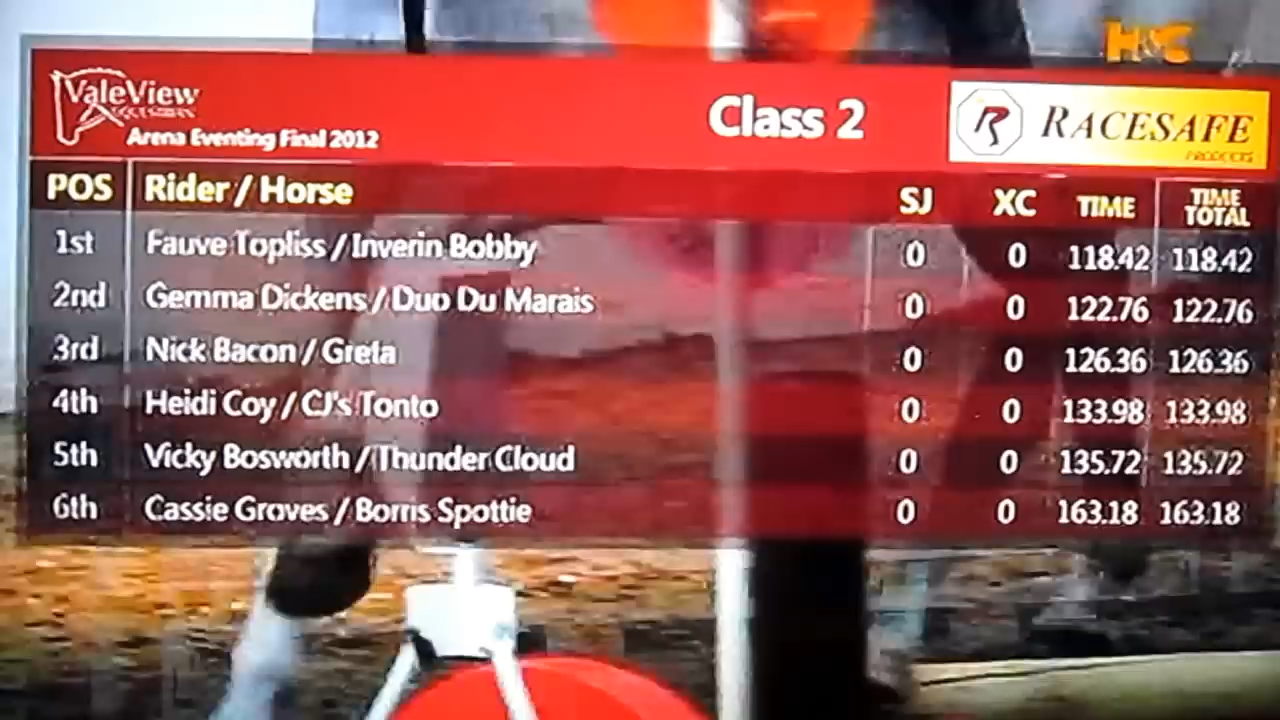 H&C
ValeView
EQUESTRIAN
Arena Eventing Final 2012
Class 2
RACESAFE
PRODUCTS
POS Rider / Horse SJ XC TIME TIME TOTAL
1st Fauve Topliss / Inverin Bobby 0 0 118.42 118.42
2nd Gemma Dickens / Duo Du Marais 0 0 122.76 122.76
3rd Nick Bacon / Greta 0 0 126.36 126.36
4th Heidi Coy / CJ's Tonto 0 0 133.98 133.98
5th Vicky Bosworth / Thunder Cloud 0 0 135.72 135.72
6th Cassie Groves / Borris Spottie 0 0 163.18 163.18